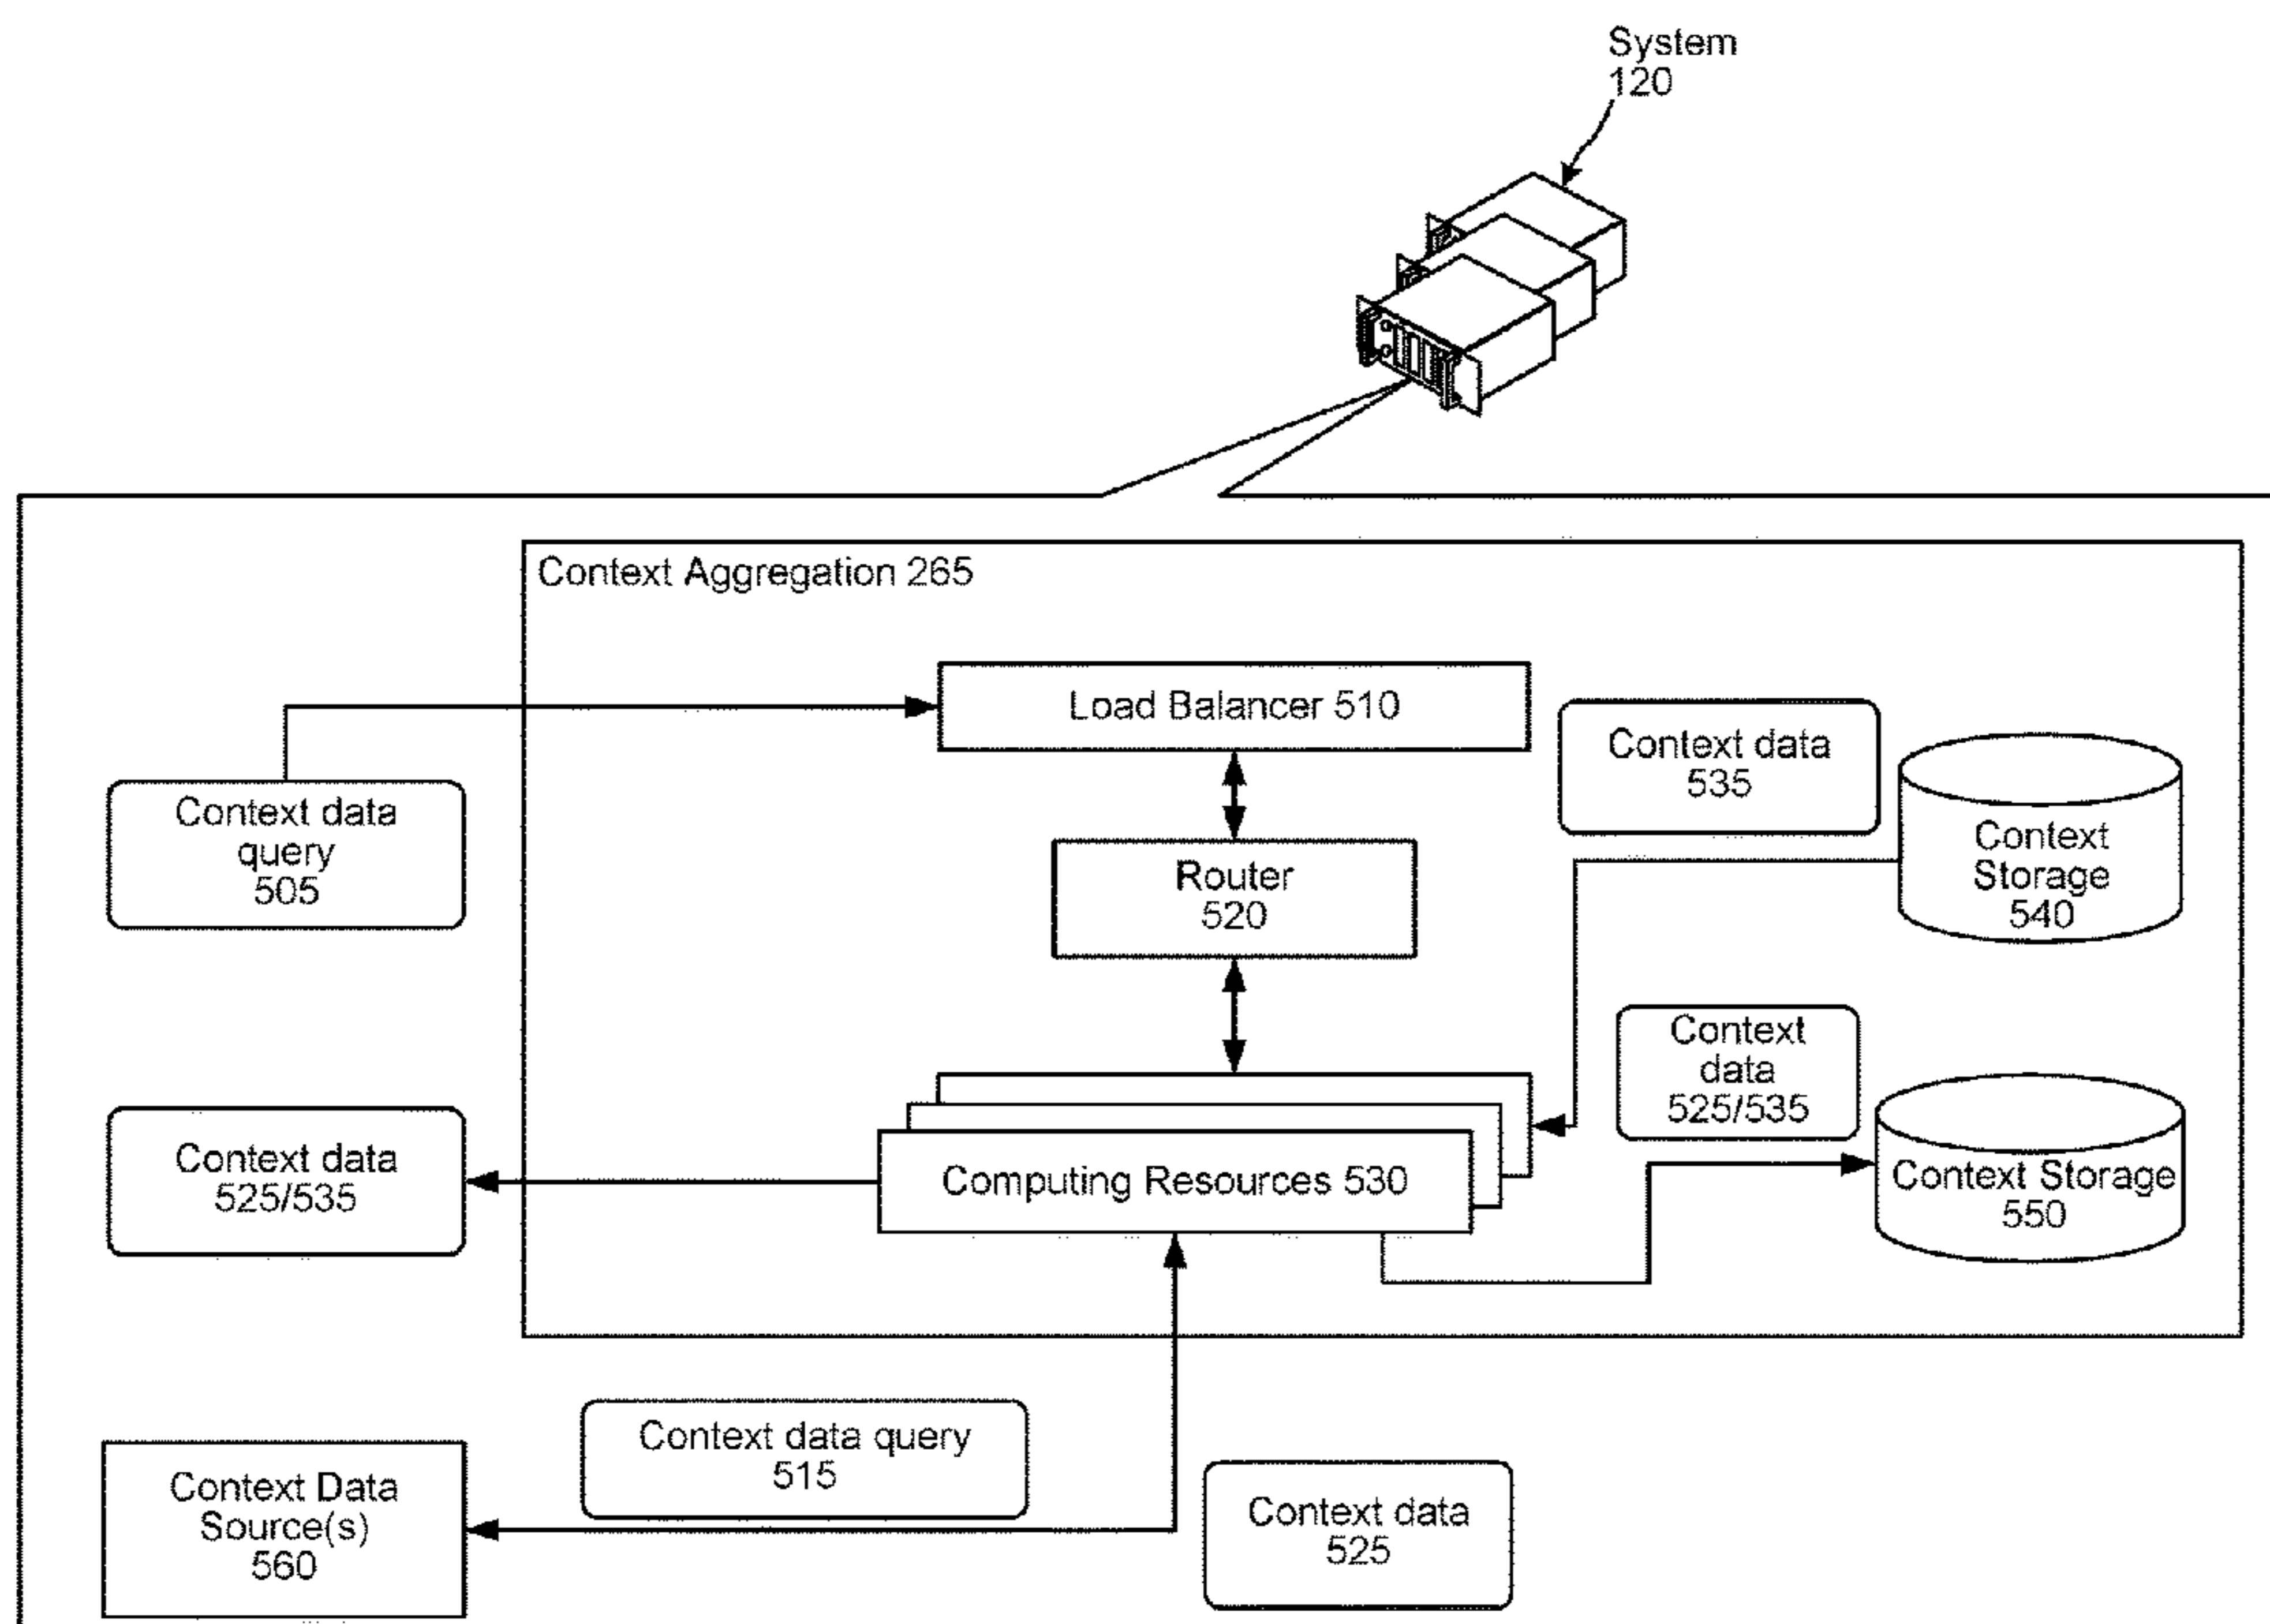 System
120
Context Aggregation 265
Load Balancer 510
Context data
535
Context data
query
505
Context
Storage
540
Router
520
Context
data
525/535
Context data
525/535
Computing Resources 530
Context Storage
550
Context data query
515
Context Data
Source(s)
560
Context data
525